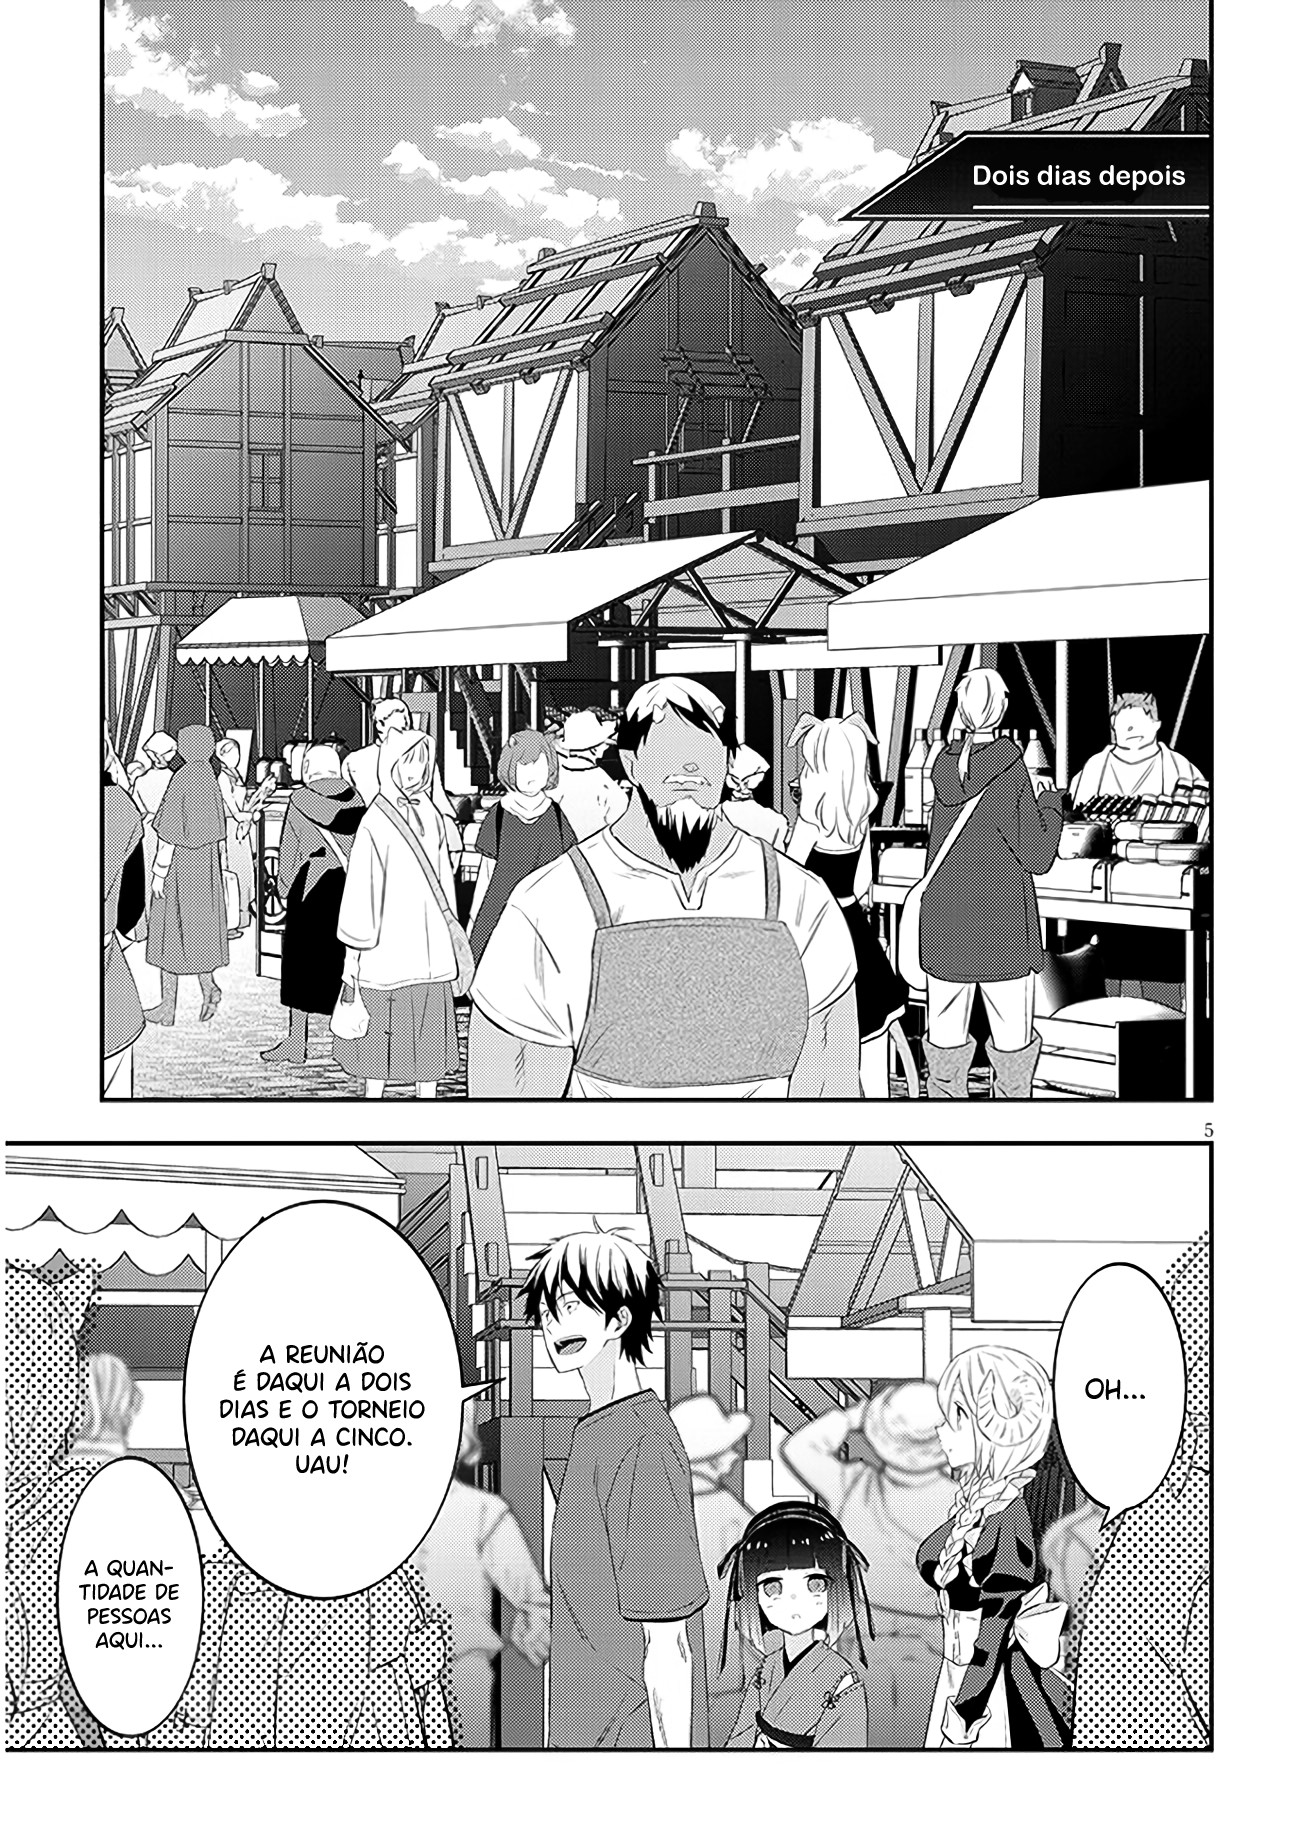 Dois dias depois
5
OH...
A REUNIÃO
É DAQUI A DOIS
DIAS E O TORNEIO
DAQUI A CINCO.
UAU!
A QUAN-
TIDADE DE
PESSOAS
AQUI...